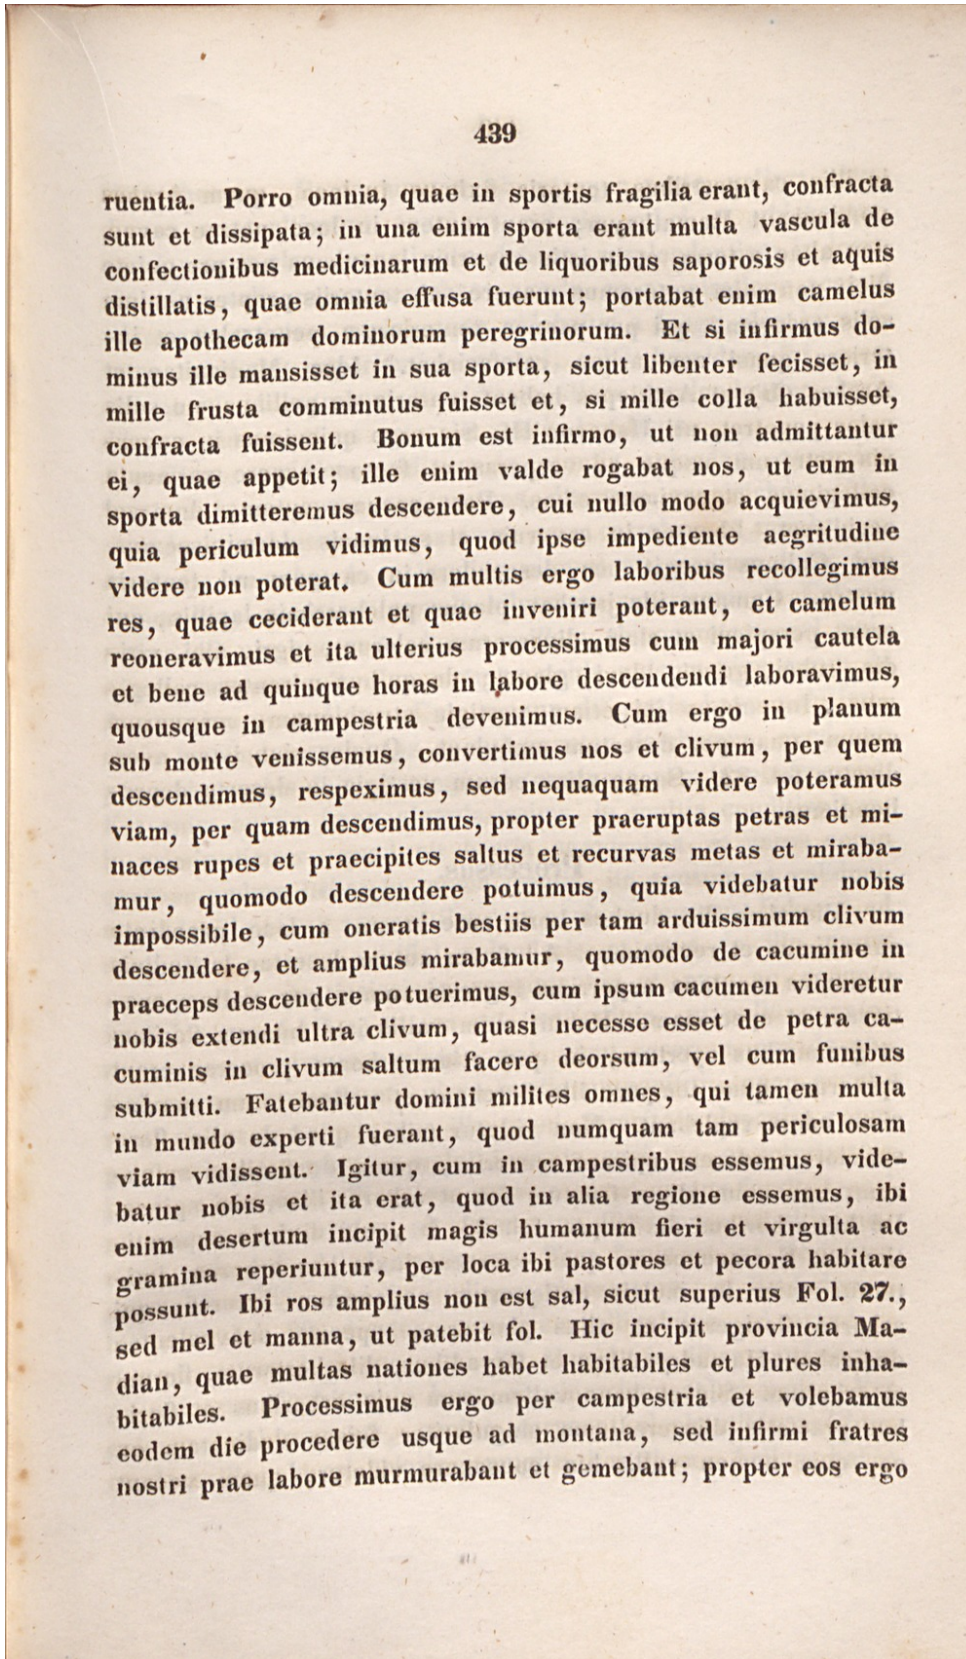 439
ruentia. Porro omnia, quae in sportis fragilia erant, confracta
sunt et dissipata; in una enim sporta erant multa vascula de
confectionibus medicinarum et de liquoribus saporosis et aquis
distillatis, quae omnia effusa fuerunt; portabat enim camelus
ille apothecam dominorum peregrinorum. Et si infirmus do-
minus ille mansisset in sua sporta, sicut libenter fecisset, in
mille frusta comminutus fuisset et, si mille colla habuisset,
confracta fuissent. Bonum est infirmo, ut non admittantur
ei, quae appetit; ille enim valde rogabat nos, ut eum in
sporta dimitteremus descendere, cui nullo modo acquievimus,
quia periculum vidimus, quod ipse impediente aegritudine
videre non poterat. Cum multis ergo laboribus recollegimus
res, quae ceciderant et quae inveniri poterant, et camelum
reoneravimus et ita ulterius processimus cum majori cautela
et bene ad quinque horas in labore descendendi laboravimus,
quousque in campestria devenimus. Cum ergo in planum
sub monte venissemus, convertimus nos et clivum, per quem
descendimus, respeximus, sed nequaquam videre poteramus
viam, per quam descendimus, propter praeruptas petras et mi-
naces rupes et praecipites saltus et recurvas metas et miraba-
mur, quomodo descendere potuimus, quia videbatur nobis
impossibile, cum oneratis bestiis per tam arduissimum clivum
descendere, et amplius mirabamur, quomodo de cacumine in
praeceps descendere potuerimus, cum ipsum cacumen videretur
nobis extendi ultra clivum, quasi necesse esset de petra ca-
cuminis in clivum saltum facere deorsum, vel cum funibus
submitti. Fatebantur domini milites omnes, qui tamen multa
in mundo experti fuerant, quod numquam tam periculosam
viam vidissent. Igitur, cum in campestribus essemus, vide-
batur nobis et ita erat, quod in alia regione essemus, ibi
enim desertum incipit magis humanum fieri et virgulta ac
gramina reperiuntur, per loca ibi pastores et pecora habitare
possunt. Ibi ros amplius non est sal, sicut superius Fol. 27.,
sed mel et manna, ut patebit fol. Hic incipit provincia Ma-
dian, quae multas nationes habet habitabiles et plures inha-
bitabiles. Processimus ergo per campestria et volebamus
eodem die procedere usque ad montana, sed infirmi fratres
nostri prae labore murmurabant et gemebant; propter eos ergo